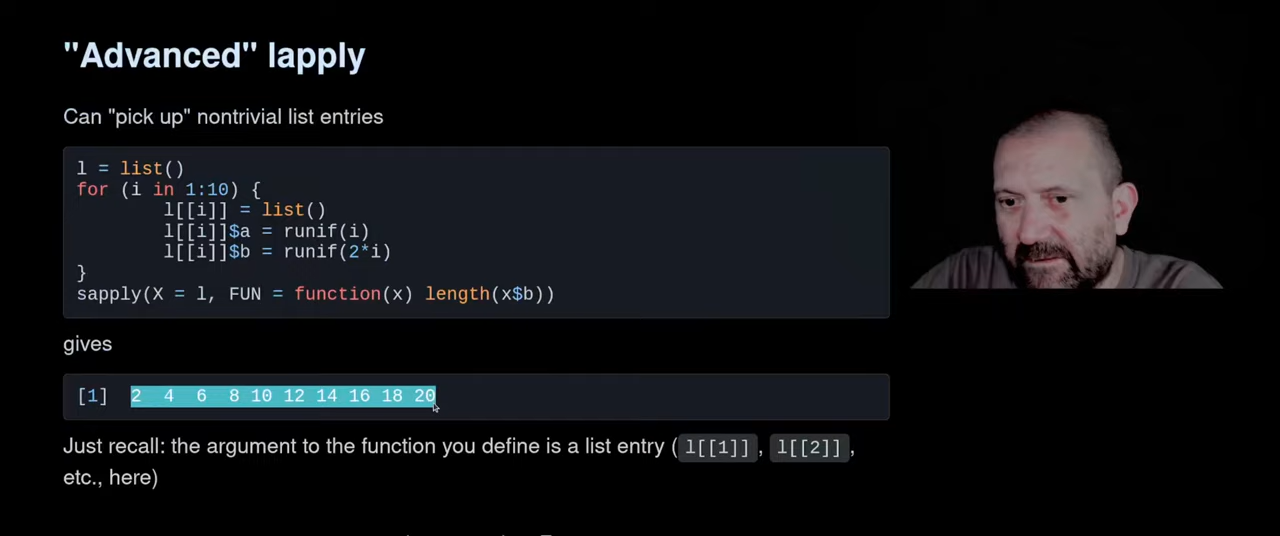 "Advanced" lapply
Can "pick up" nontrivial list entries
l = list()
for (i in 1:10) {
        l[[i]] = list()
        l[[i]]$a = runif(i)
        l[[i]]$b = runif(2*i)
}
sapply(X = l, FUN = function(x) length(x$b))
gives
[1]  2  4  6  8 10 12 14 16 18 20
Just recall: the argument to the function you define is a list entry (l[[1]], l[[2]],
etc., here)